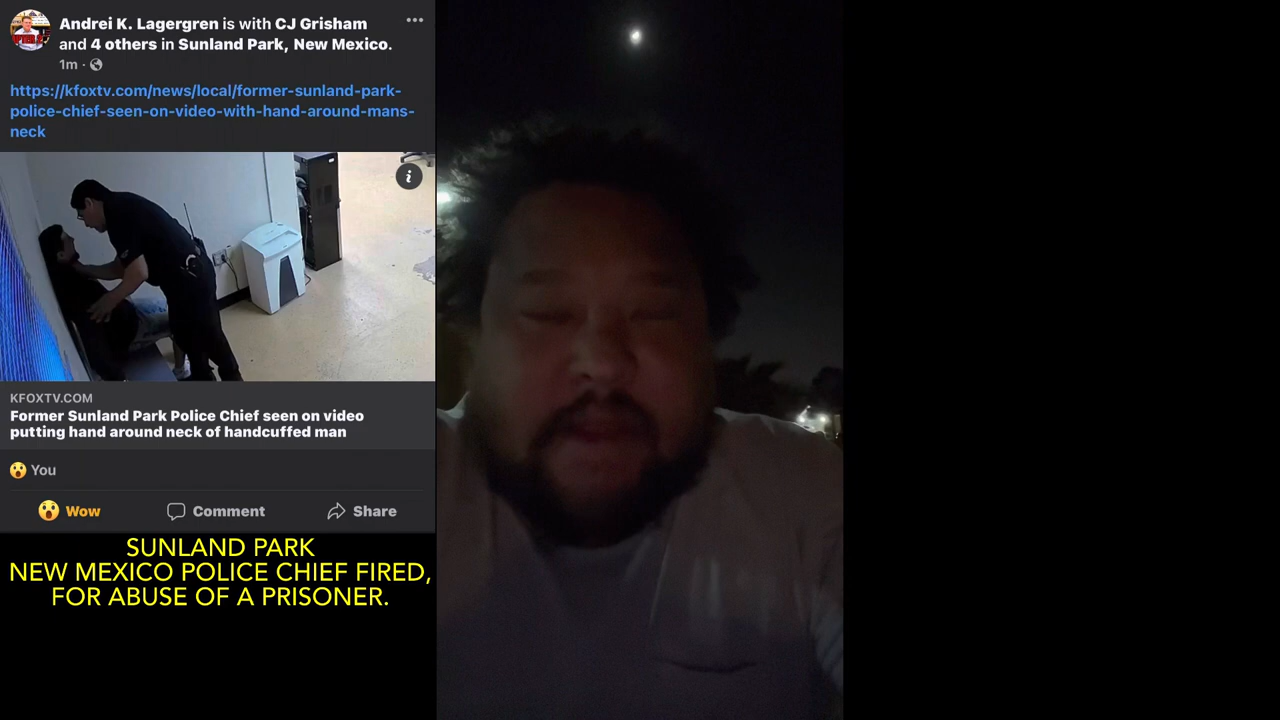 Andrei K. Lagergren is with CJ Grisham
and 4 others in Sunland Park, New Mexico.
1m ·
https://kfoxtv.com/news/local/former-sunland-park-
police-chief-seen-on-video-with-hand-around-mans-
neck
KFOXTV.COM
Former Sunland Park Police Chief seen on video
putting hand around neck of handcuffed man
You
Wow
Comment
Share
SUNLAND PARK
NEW MEXICO POLICE CHIEF FIRED,
FOR ABUSE OF A PRISONER.